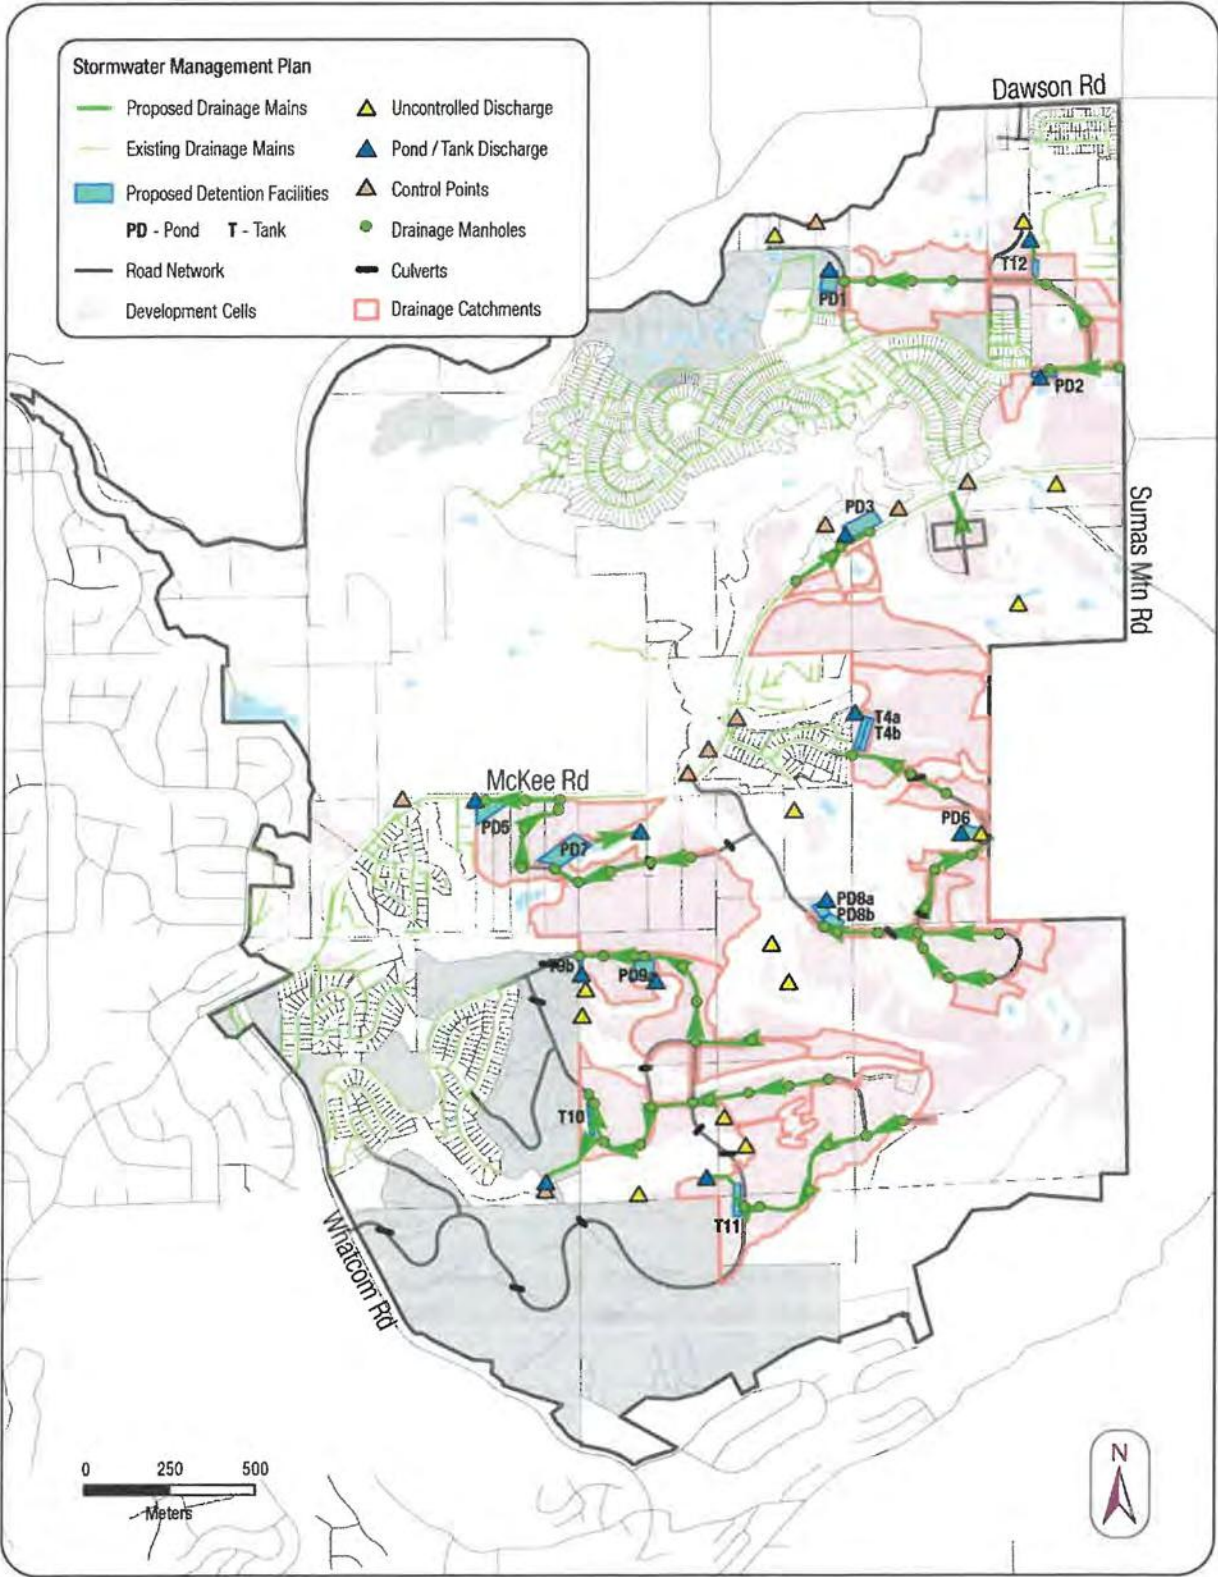 Stormwater Management Plan
Proposed Drainage Mains
Existing Drainage Mains
Proposed Detention Facilities
PD - Pond T - Tank
Road Network
Development Cells
Uncontrolled Discharge
Pond / Tank Discharge
Control Points
Drainage Manholes
Culverts
Drainage Catchments
Dawson Rd
T12
PD1
PD2
Sumas Mtn Rd
PD3
T4a
T4b
McKee Rd
PD5
PD6
PD7
PD8a
PD8b
PD9
T10
T11
Whatcom Rd
0 250 500
Meters
N